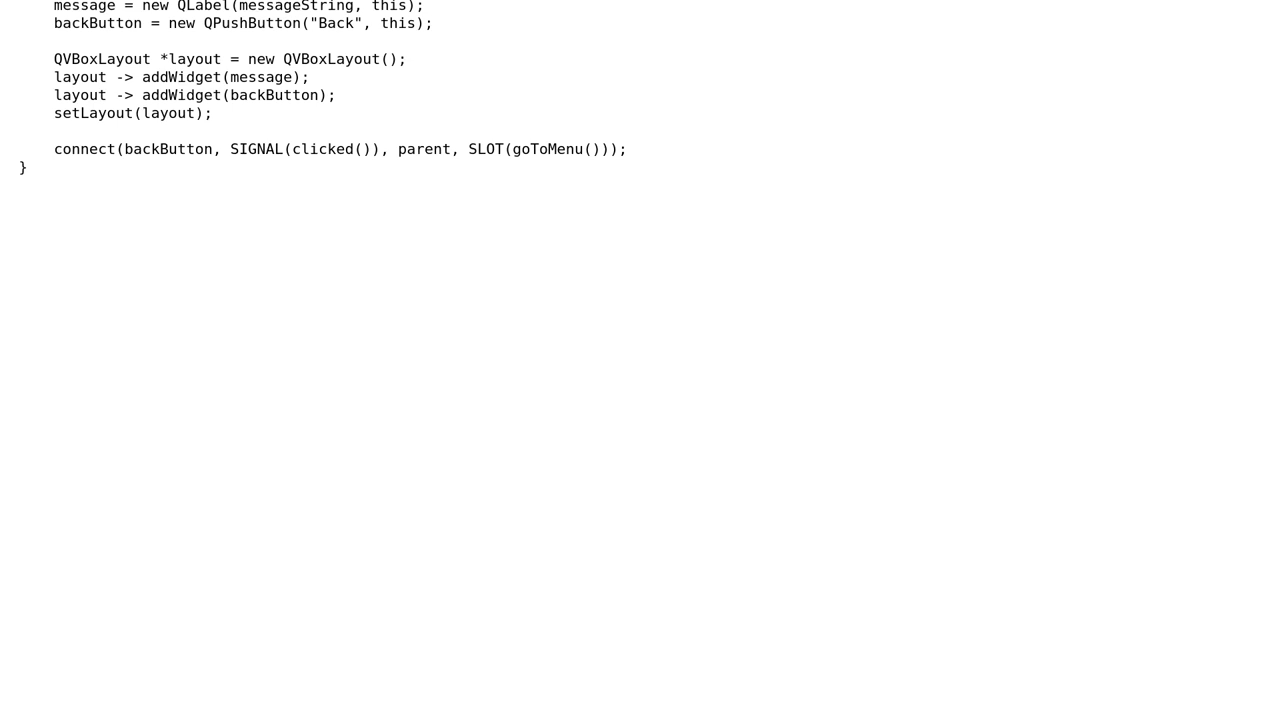 message = new QLabel(messageString, this);
backButton = new QPushButton("Back", this);
QVBoxLayout *layout = new QVBoxLayout();
layout -> addWidget(message);
layout -> addWidget(backButton);
setLayout(layout);
connect(backButton, SIGNAL(clicked()), parent, SLOT(goToMenu()));
}